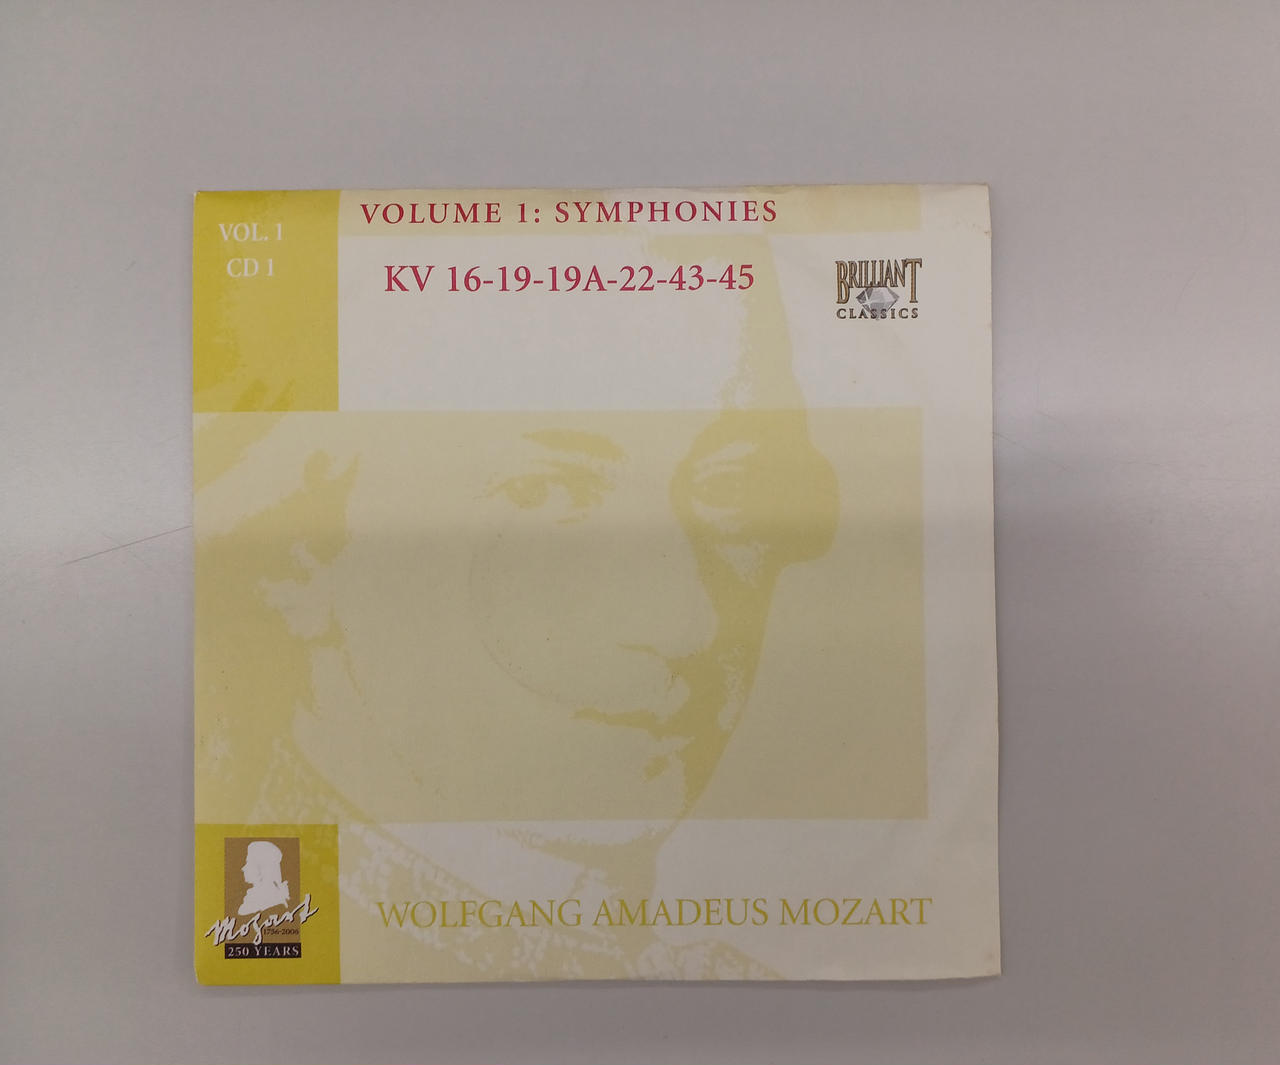 VOLUME 1: SYMPHONIES
VOL. 1
CD 1
KV 16-19-19A-22-43-45
BRILLIANT
CLASSICS
WOLFGANG AMADEUS MOZART
Mozart
1756-2006
250 YEARS